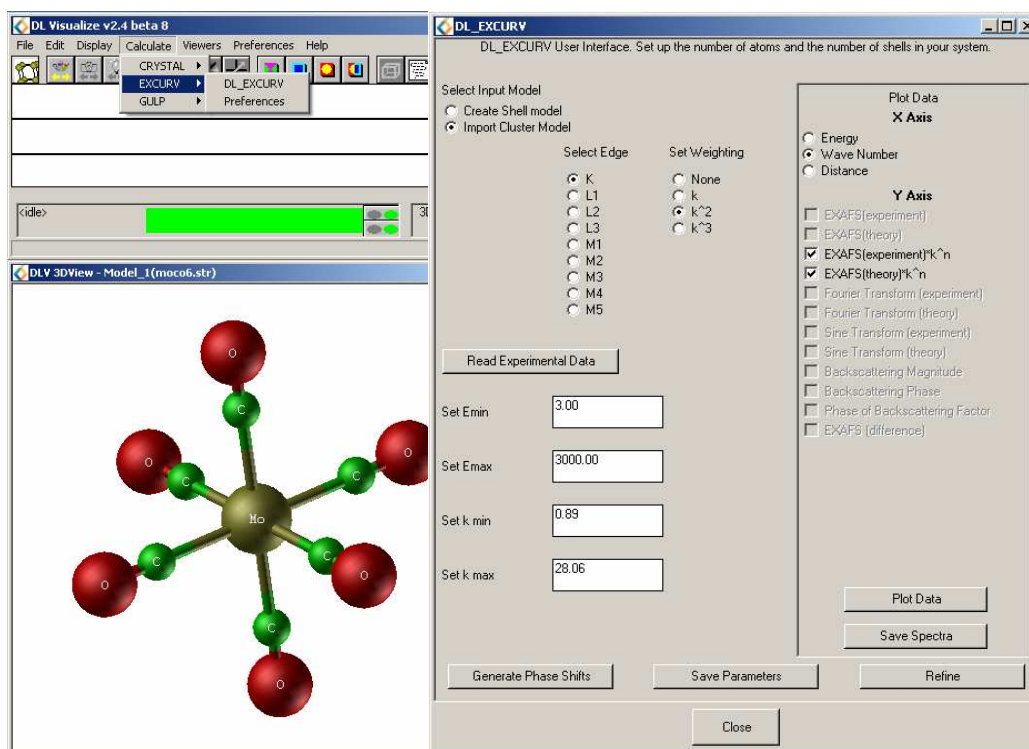 DL Visualize v2.4 beta 8
File Edit Display Calculate Viewers Preferences Help
CRYSTAL
EXCURV
GULP
DL_EXCURV
Preferences
<idle>
3D
DLV 3DView - Model_1(moco6.str)
O
C
O
C
C
O
Mo
C
C
O
O
C
O
DL_EXCURV
DL_EXCURV User Interface. Set up the number of atoms and the number of shells in your system.
Select Input Model
Create Shell model
Import Cluster Model
Select Edge
K
L1
L2
L3
M1
M2
M3
M4
M5
Set Weighting
None
k
k^2
k^3
Read Experimental Data
Set Emin 3.00
Set Emax 3000.00
Set k min 0.89
Set k max 28.06
Plot Data
X Axis
Energy
Wave Number
Distance
Y Axis
EXAFS(experiment)
EXAFS(theory)
EXAFS(experiment)*k^n
EXAFS(theory)*k^n
Fourier Transform (experiment)
Fourier Transform (theory)
Sine Transform (experiment)
Sine Transform (theory)
Backscattering Magnitude
Backscattering Phase
Phase of Backscattering Factor
EXAFS (difference)
Plot Data
Save Spectra
Generate Phase Shifts
Save Parameters
Refine
Close